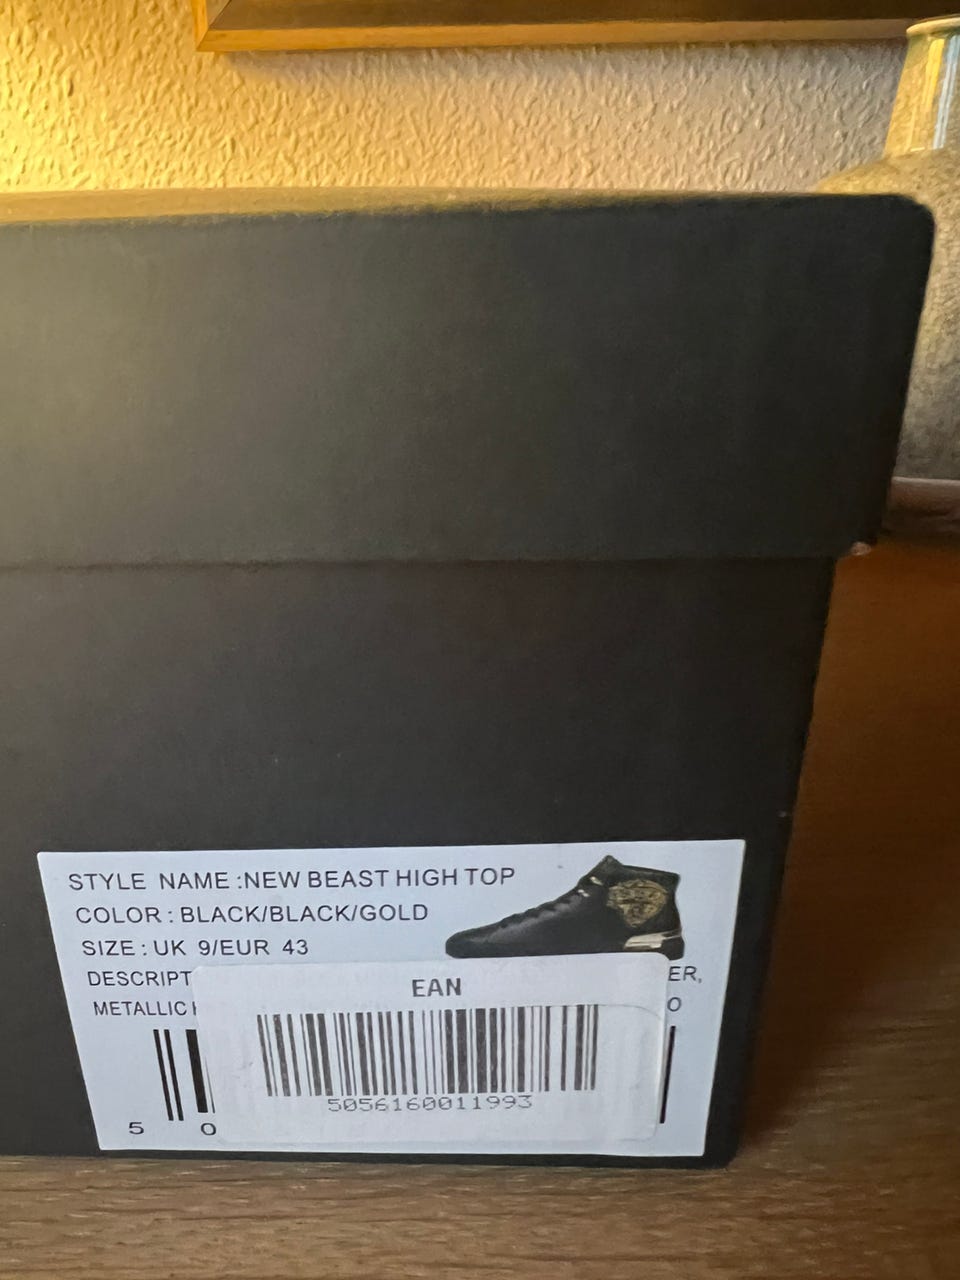 STYLE NAME :NEW BEAST HIGH TOP
COLOR : BLACK/BLACK/GOLD
SIZE : UK 9/EUR 43
DESCRIPT ER,
METALLIC O
EAN
5056160011993
5 0